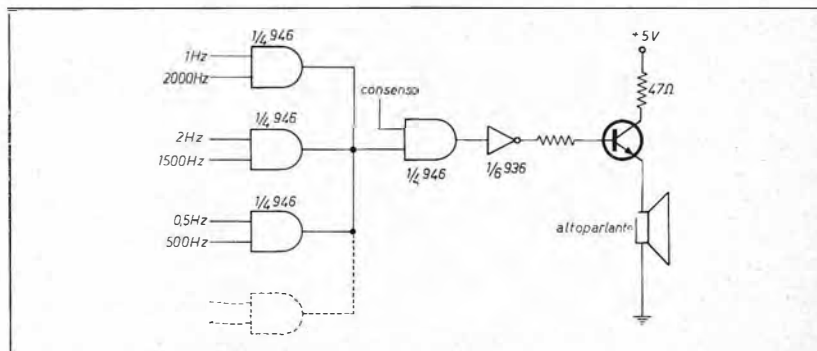 1/4 946
1Hz
2000Hz
1/4 946
2Hz
1500Hz
1/4 946
0,5Hz
500Hz
consenso
1/4 946
1/6 936
+5V
47Ω
altoparlante